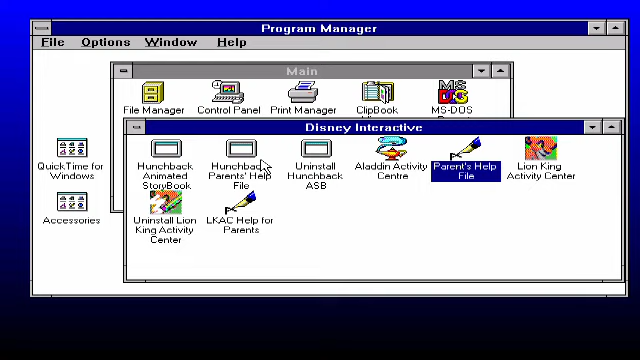 Program Manager
File Options Window Help
Main
File Manager
Control Panel
Print Manager
ClipBook
MS-DOS
Disney Interactive
QuickTime for
Windows
Accessories
Hunchback
Animated
StoryBook
Hunchback
Parents' Help
File
Uninstall
Hunchback
ASB
Aladdin Activity
Centre
Parent's Help
File
Lion King
Activity Center
Uninstall Lion
King Activity
Center
LKAC Help for
Parents